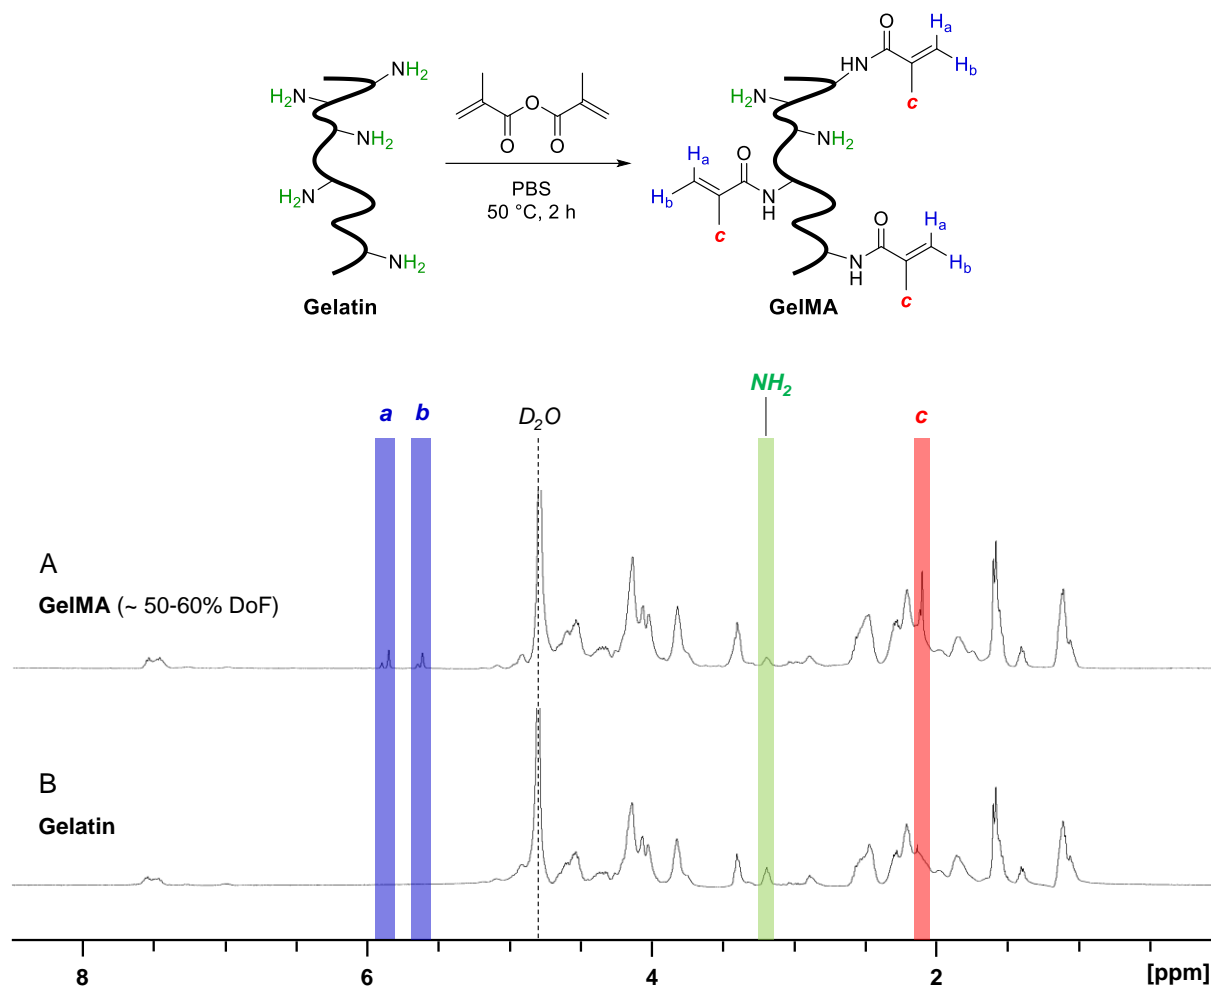 NH2
H2N
NH2
H2N
NH2
Gelatin
O
O
O
PBS
50 °C, 2 h
O
Ha
HN
Hb
c
H2N
NH2
Ha
O
Hb
N
H
c
O
Ha
N
H
Hb
c
GelMA
NH2
a
b
D2O
c
A
GelMA (~ 50-60% DoF)
B
Gelatin
8
6
4
2
[ppm]